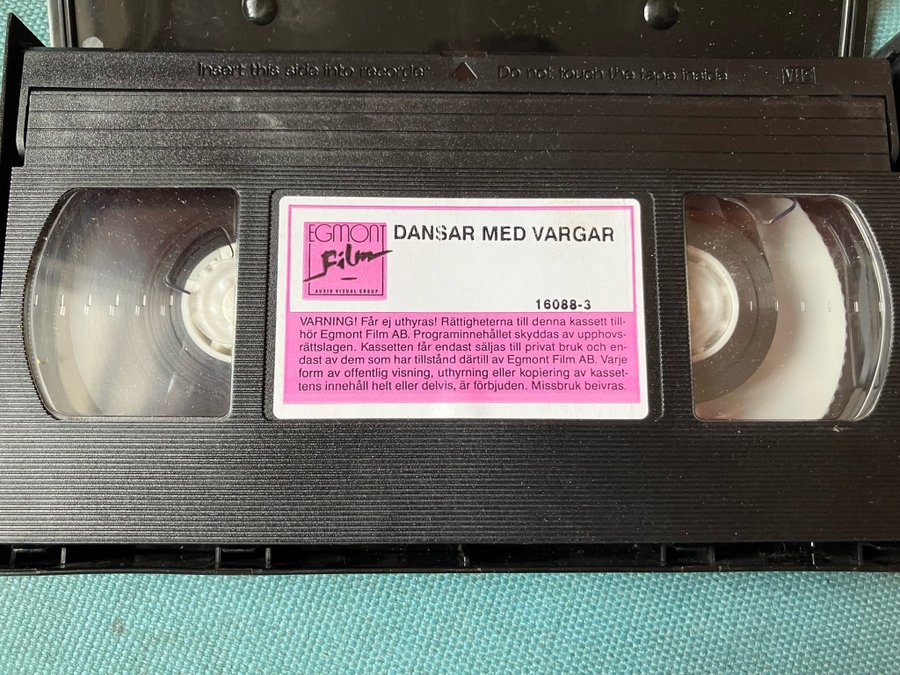 Insert this side into recorder
Do not touch the tape inside
VHS
EGMONT
Film
AUDIO VISUAL GROUP
DANSAR MED VARGAR
16088-3
VARNING! Får ej uthyras! Rättigheterna till denna kassett till-
hör Egmont Film AB. Programinnehållet skyddas av upphovs-
rättslagen. Kassetten får endast säljas till privat bruk och en-
dast av dem som har tillstånd därtill av Egmont Film AB. Varje
form av offentlig visning, uthyrning eller kopiering av kasset-
tens innehåll helt eller delvis, är förbjuden. Missbruk beivras.